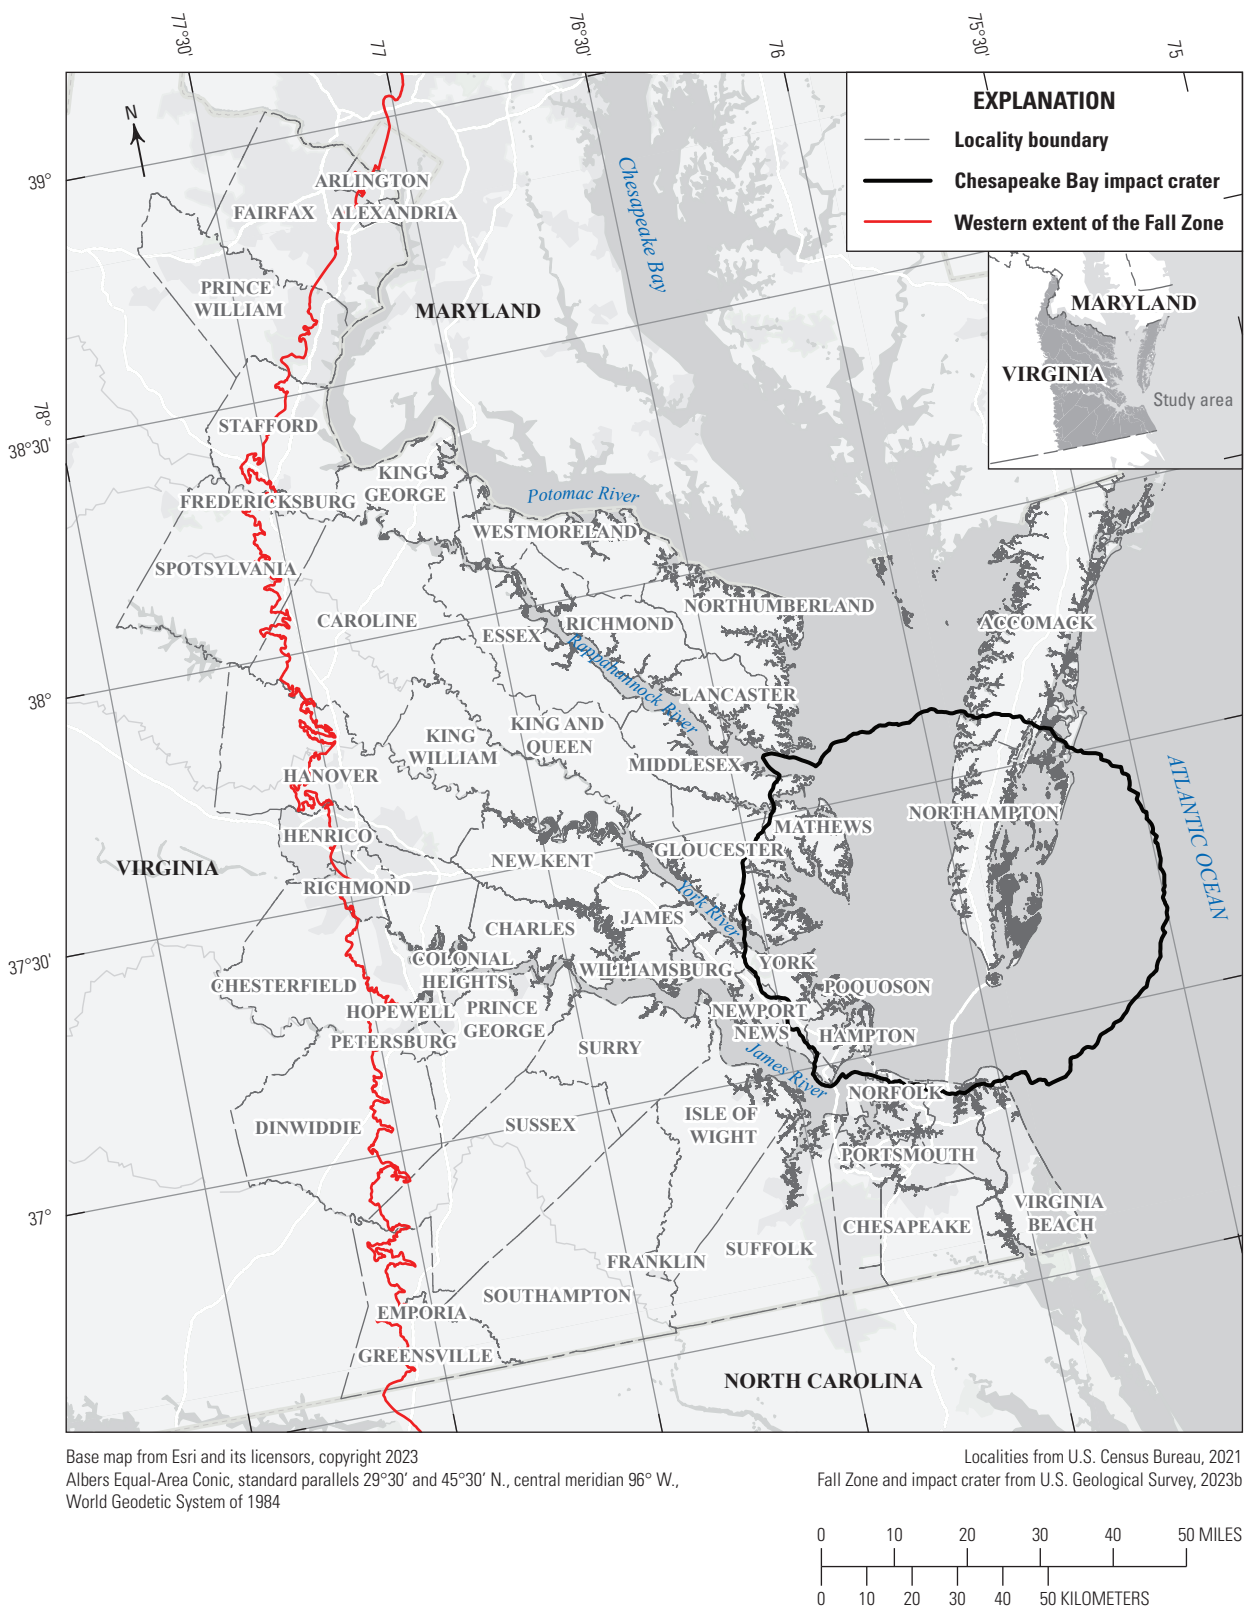 77°30'
77
76°30'
76
75°30'
75
N
EXPLANATION
Locality boundary
Chesapeake Bay impact crater
Western extent of the Fall Zone
39°
78°
38°30'
38°
37°30'
37°
Chesapeake Bay
ARLINGTON
FAIRFAX
ALEXANDRIA
PRINCE
WILLIAM
MARYLAND
MARYLAND
VIRGINIA
Study area
STAFFORD
KING
GEORGE
FREDERICKSBURG
Potomac River
WESTMORELAND
SPOTSYLVANIA
CAROLINE
ESSEX
RICHMOND
NORTHUMBERLAND
ACCOMACK
Rappahannock River
LANCASTER
KING AND
QUEEN
KING
WILLIAM
MIDDLESEX
HANOVER
ATLANTIC OCEAN
NORTHAMPTON
MATHEWS
HENRICO
GLOUCESTER
NEW KENT
VIRGINIA
RICHMOND
York River
JAMES
CHARLES
COLONIAL
HEIGHTS
WILLIAMSBURG
YORK
CHESTERFIELD
POQUOSON
HOPEWELL
PRINCE
GEORGE
NEWPORT
NEWS
HAMPTON
PETERSBURG
SURRY
James River
NORFOLK
ISLE OF
WIGHT
DINWIDDIE
SUSSEX
PORTSMOUTH
VIRGINIA
BEACH
CHESAPEAKE
SUFFOLK
FRANKLIN
SOUTHAMPTON
EMPORIA
GREENSVILLE
NORTH CAROLINA
Base map from Esri and its licensors, copyright 2023
Albers Equal-Area Conic, standard parallels 29°30′ and 45°30′ N., central meridian 96° W.,
World Geodetic System of 1984
Localities from U.S. Census Bureau, 2021
Fall Zone and impact crater from U.S. Geological Survey, 2023b
0 10 20 30 40 50 MILES
0 10 20 30 40 50 KILOMETERS